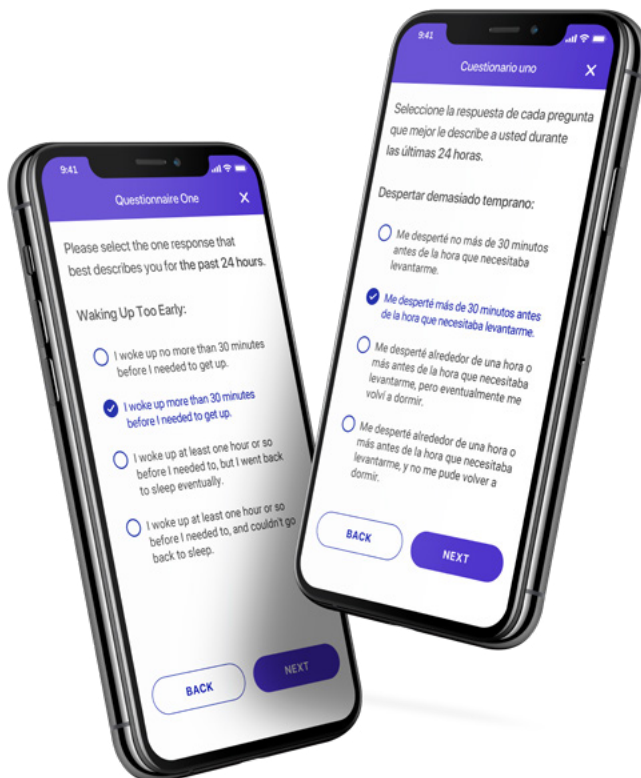 9:41
Questionnaire One
X
Please select the one response that
best describes you for the past 24 hours.
Waking Up Too Early:
I woke up no more than 30 minutes
before I needed to get up.
I woke up more than 30 minutes
before I needed to get up.
I woke up at least one hour or so
before I needed to, but I went back
to sleep eventually.
I woke up at least one hour or so
before I needed to, and couldn't go
back to sleep.
BACK
NEXT
9:41
Cuestionario uno
X
Seleccione la respuesta de cada pregunta
que mejor le describe a usted durante
las últimas 24 horas.
Despertar demasiado temprano:
Me desperté no más de 30 minutos
antes de la hora que necesitaba
levantarme.
Me desperté más de 30 minutos antes
de la hora que necesitaba levantarme.
Me desperté alrededor de una hora o
más antes de la hora que necesitaba
levantarme, pero eventualmente me
volví a dormir.
Me desperté alrededor de una hora o
más antes de la hora que necesitaba
levantarme, y no me pude volver a
dormir.
BACK
NEXT